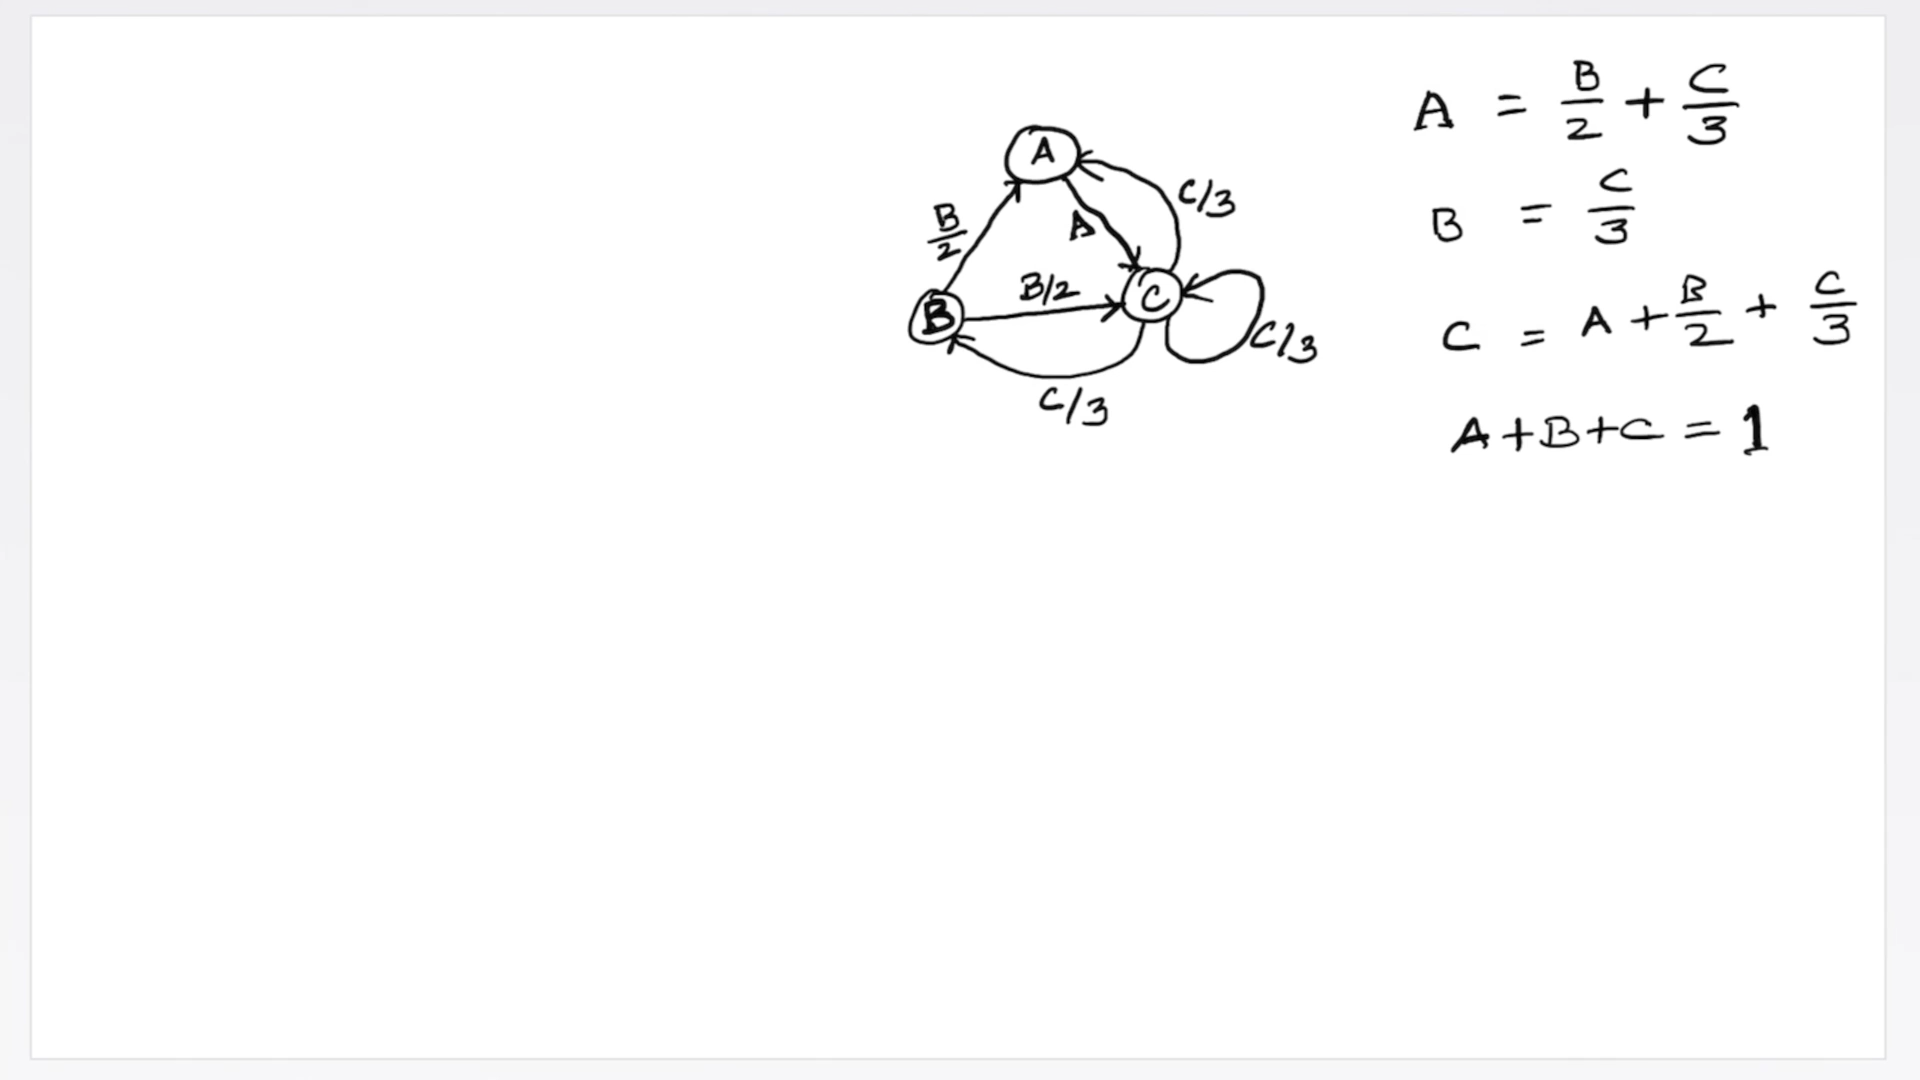 A
C/3
B/2
A
B/2
B
C
C/3
C/3
A = B/2 + C/3
B = C/3
C = A + B/2 + C/3
A+B+C = 1